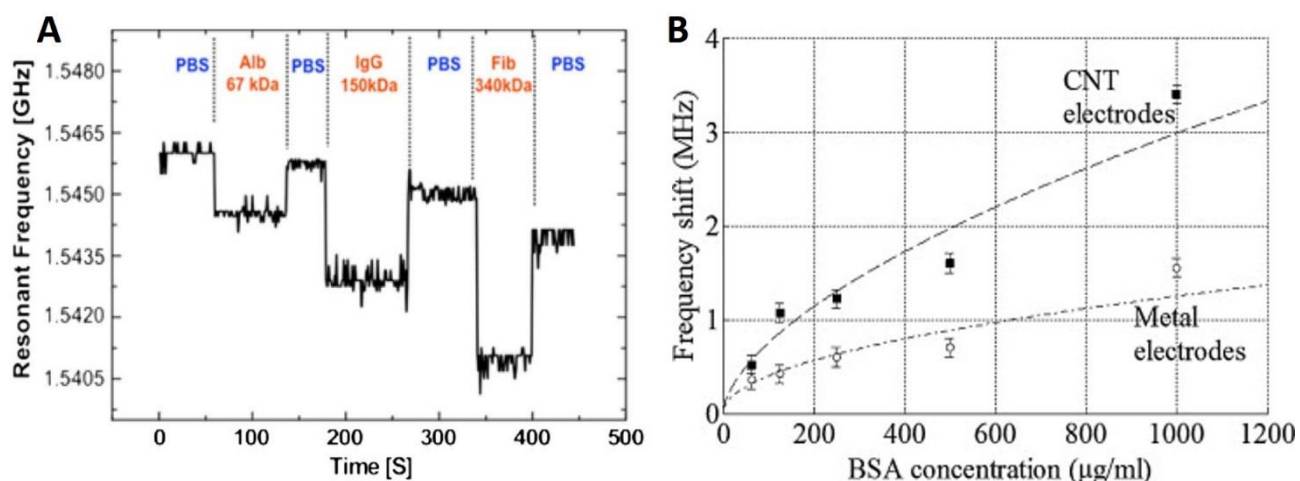 A
PBS
Alb
67 kDa
PBS
IgG
150kDa
PBS
Fib
340kDa
PBS
Resonant Frequency [GHz]
1.5480
1.5465
1.5450
1.5435
1.5420
1.5405
0 100 200 300 400 500
Time [S]
B
Frequency shift (MHz)
4
3
2
1
0
CNT
electrodes
Metal
electrodes
0 200 400 600 800 1000 1200
BSA concentration (μg/ml)